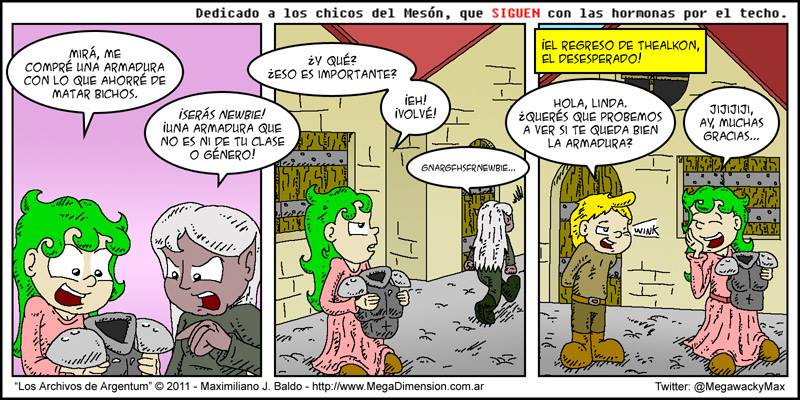 Dedicado a los chicos del Mesón, que SIGUEN con las hormonas por el techo.
MIRÁ, ME
COMPRÉ UNA ARMADURA
CON LO QUE AHORRÉ DE
MATAR BICHOS.
¡SERÁS NEWBIE!
¡UNA ARMADURA QUE
NO ES NI DE TU CLASE
O GÉNERO!
¿Y QUÉ?
¿ESO ES IMPORTANTE?
¡EH!
¡VOLVÉ!
GNARGFHSFRNEWBIE...
¡EL REGRESO DE THEALKON,
EL DESESPERADO!
HOLA, LINDA.
¿QUERÉS QUE PROBEMOS
A VER SI TE QUEDA BIEN
LA ARMADURA?
WINK
JIJIJIJI,
AY, MUCHAS
GRACIAS...
"Los Archivos de Argentum" © 2011 - Maximiliano J. Baldo - http://www.MegaDimension.com.ar
Twitter: @MegawackyMax